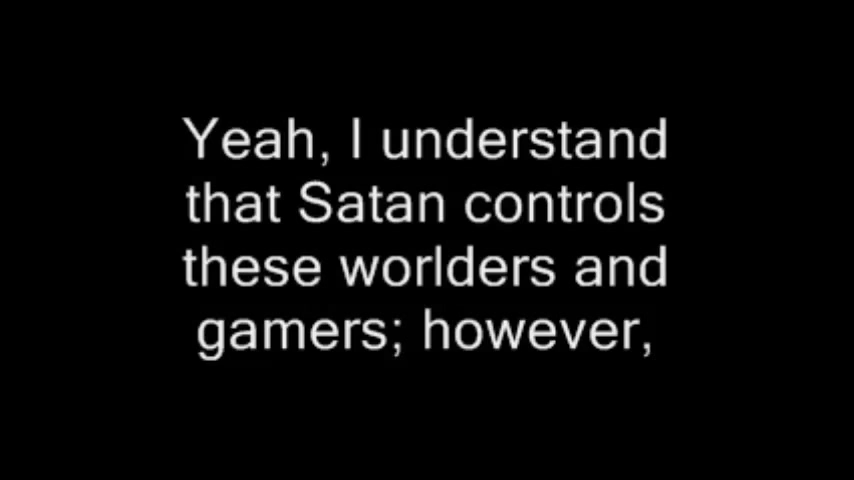 Yeah, I understand
that Satan controls
these worlders and
gamers; however,